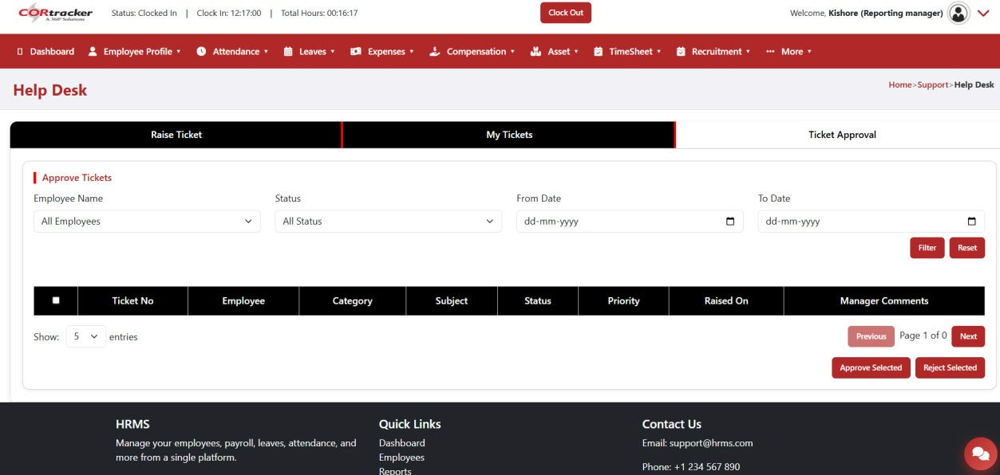 CORtracker
A 360° Solutions
Status: Clocked In | Clock In: 12:17:00 | Total Hours: 00:16:17
Clock Out
Welcome, Kishore (Reporting manager)
Dashboard Employee Profile Attendance Leaves Expenses Compensation Asset TimeSheet Recruitment More
Help Desk
Home>Support>Help Desk
Raise Ticket My Tickets Ticket Approval
Approve Tickets
Employee Name Status From Date To Date
All Employees All Status dd-mm-yyyy dd-mm-yyyy
Filter Reset
Ticket No Employee Category Subject Status Priority Raised On Manager Comments
Show: 5 entries
Previous Page 1 of 0 Next
Approve Selected Reject Selected
HRMS Quick Links Contact Us
Manage your employees, payroll, leaves, attendance, and Dashboard Email: support@hrms.com
more from a single platform. Employees
Reports Phone: +1 234 567 890